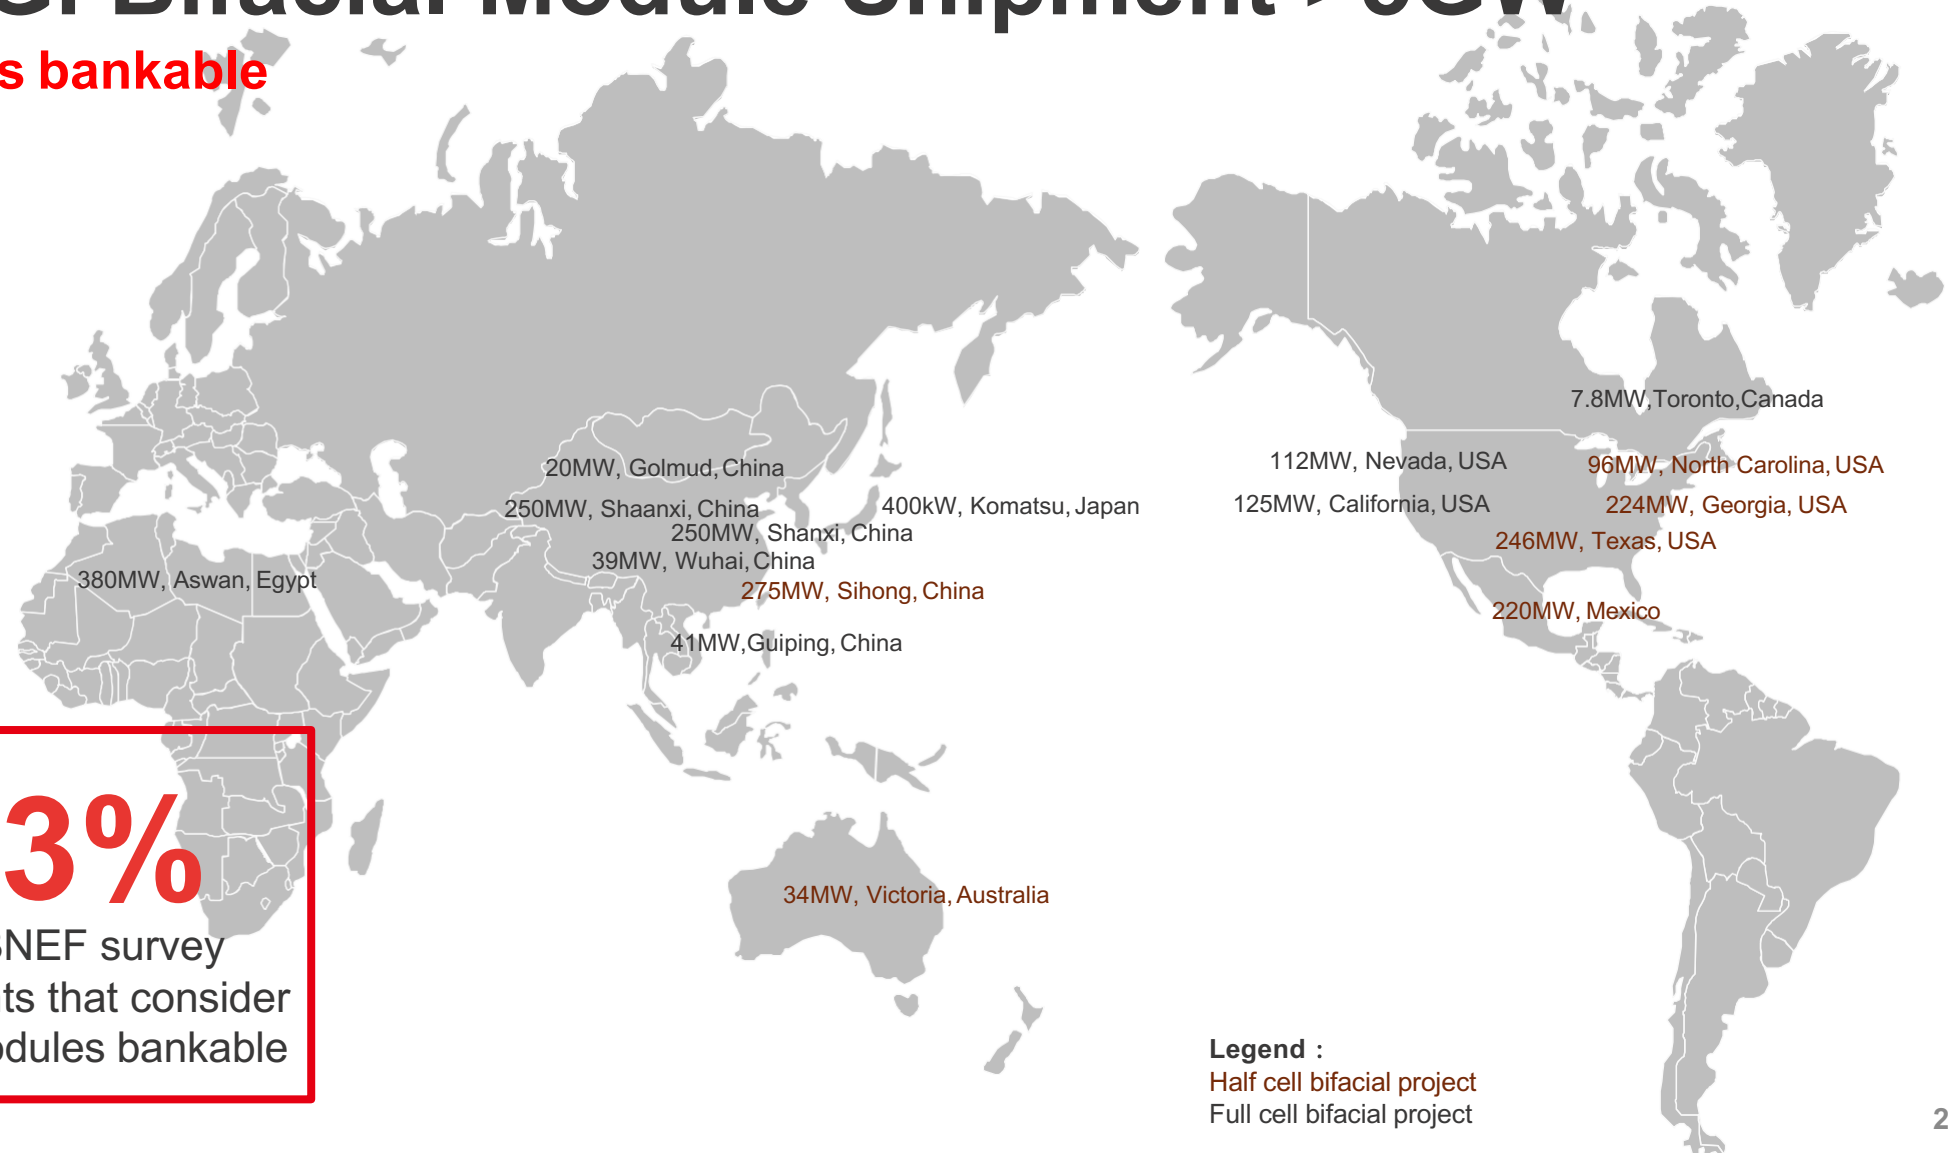 Bifacial Module Shipment >
bankable
7.8MW,Toronto,Canada
112MW, Nevada, USA
96MW, North Carolina, USA
20MW, Golmud, China
250MW, Shaanxi, China
400kW, Komatsu, Japan
125MW, California, USA
224MW, Georgia, USA
250MW, Shanxi, China
246MW, Texas, USA
39MW, Wuhai, China
380MW, Aswan, Egypt
275MW, Sihong, China
220MW, Mexico
41MW,Guiping, China
3%
survey
that consider
bankable
34MW, Victoria, Australia
Legend :
Half cell bifacial project
Full cell bifacial project
2